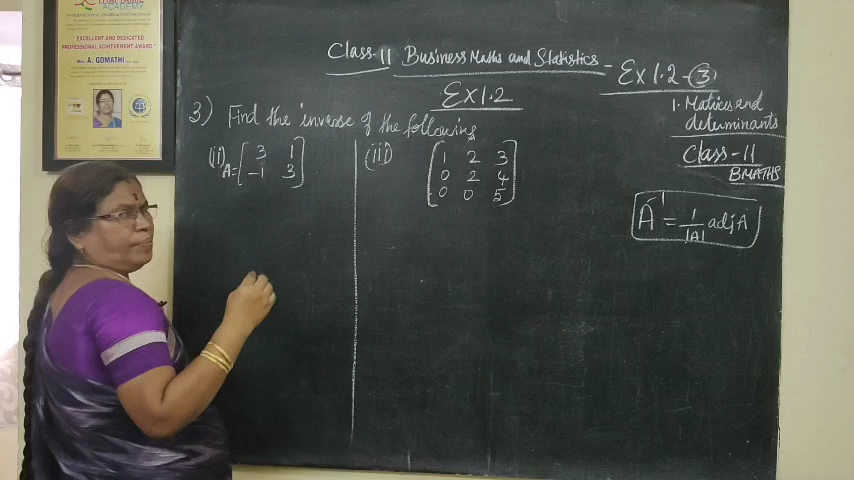 ACADEMY
" EXCELLENT AND DEDICATED
PROFESSIONAL ACHIEVEMENT AWARD "
Mrs. A. GOMATHI
Class-11 Business Maths and Statistics - Ex 1.2 - 3
Ex 1.2
1. Matrices and
determinants
Class-11
BMATHS
3) Find the inverse of the following
(ii) A = [ 3 1
-1 3 ]
(iii) [ 1 2 3
0 2 4
0 0 5 ]
A⁻¹ = 1/|A| adj A